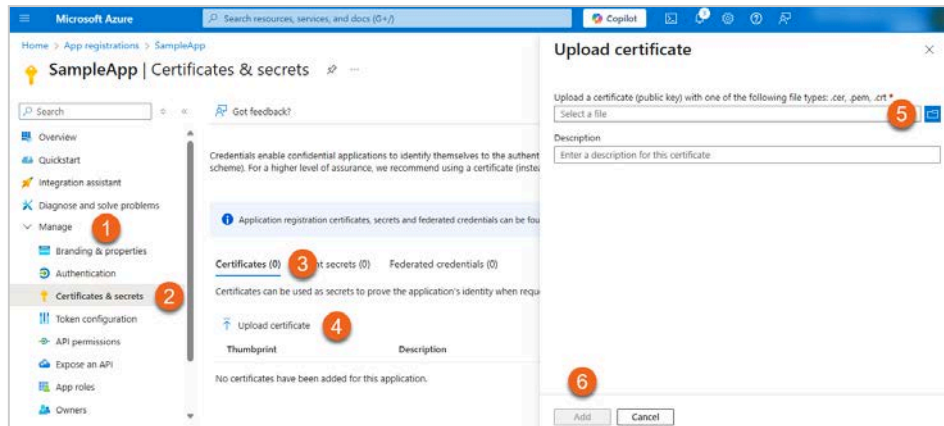 Microsoft Azure
Search resources, services, and docs (G+/)
Copilot
Home > App registrations > SampleApp
SampleApp | Certificates & secrets
Search
Got feedback?
Overview
Quickstart
Integration assistant
Diagnose and solve problems
Manage
1
Branding & properties
Authentication
Certificates & secrets
2
Token configuration
API permissions
Expose an API
App roles
Owners
Credentials enable confidential applications to identify themselves to the authent
scheme). For a higher level of assurance, we recommend using a certificate (inste
Application registration certificates, secrets and federated credentials can be fou
Certificates (0)
3
nt secrets (0)
Federated credentials (0)
Certificates can be used as secrets to prove the application's identity when requ
Upload certificate
4
Thumbprint
Description
No certificates have been added for this application.
Upload certificate
Upload a certificate (public key) with one of the following file types: .cer, .pem, .crt *
Select a file
5
Description
Enter a description for this certificate
6
Add
Cancel